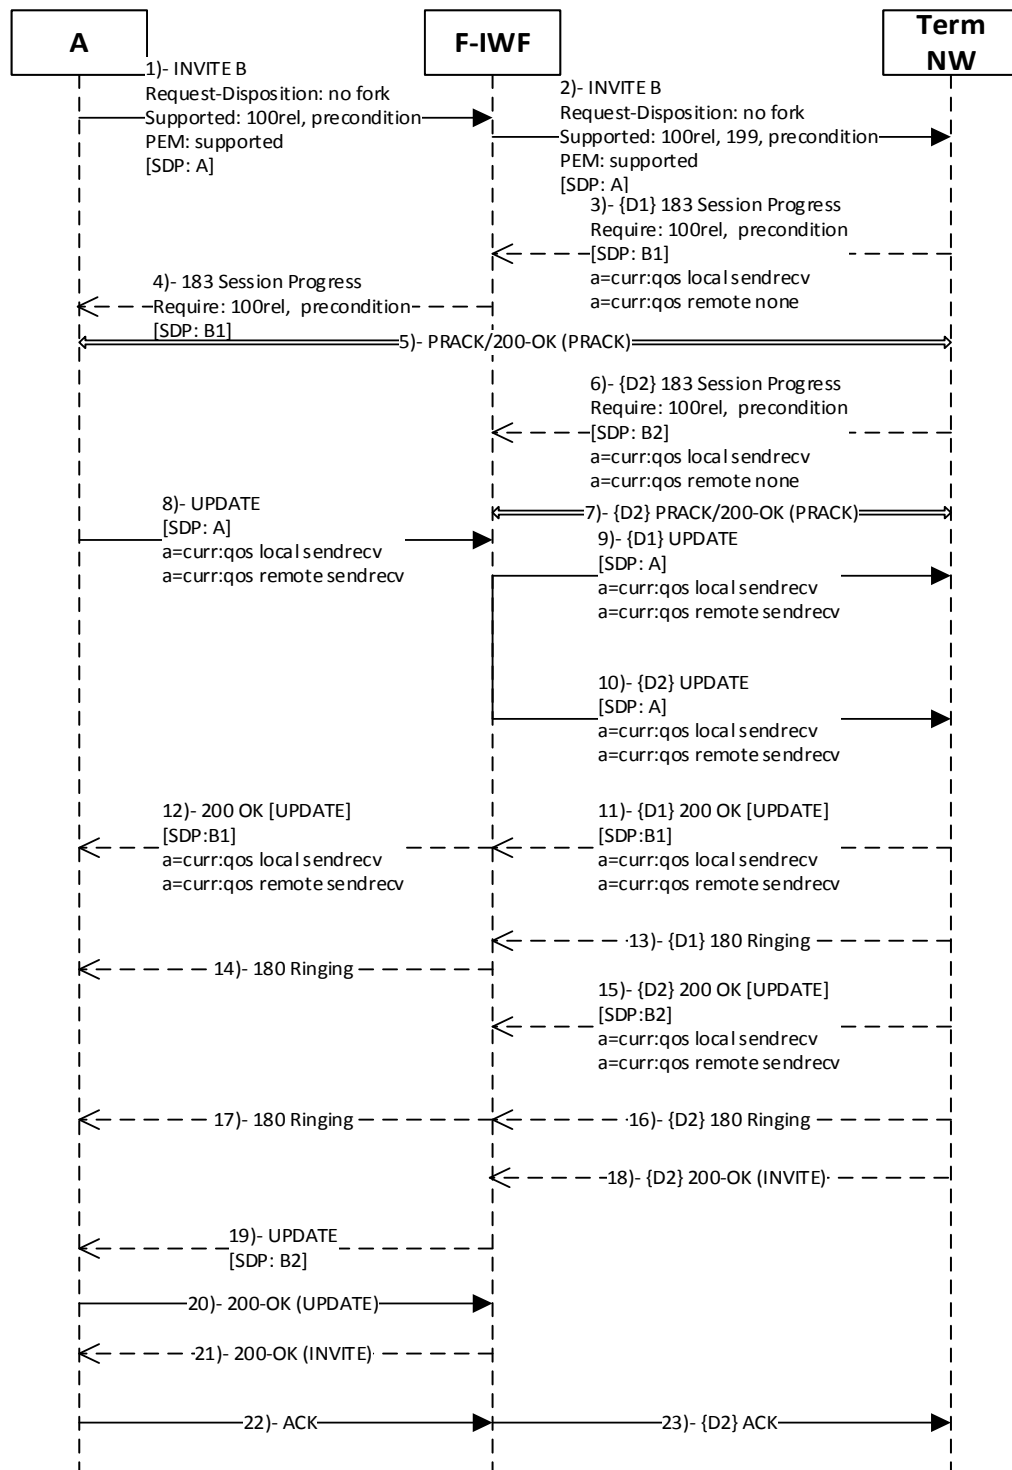 A
F-IWF
Term
NW
1)- INVITE B
Request-Disposition: no fork
Supported: 100rel, precondition
PEM: supported
[SDP: A]
2)- INVITE B
Request-Disposition: no fork
Supported: 100rel, 199, precondition
PEM: supported
[SDP: A]
3)- {D1} 183 Session Progress
Require: 100rel, precondition
[SDP: B1]
a=curr:qos local sendrecv
a=curr:qos remote none
4)- 183 Session Progress
Require: 100rel, precondition
[SDP: B1]
5)- PRACK/200-OK (PRACK)
6)- {D2} 183 Session Progress
Require: 100rel, precondition
[SDP: B2]
a=curr:qos local sendrecv
a=curr:qos remote none
7)- {D2} PRACK/200-OK (PRACK)
8)- UPDATE
[SDP: A]
a=curr:qos local sendrecv
a=curr:qos remote sendrecv
9)- {D1} UPDATE
[SDP: A]
a=curr:qos local sendrecv
a=curr:qos remote sendrecv
10)- {D2} UPDATE
[SDP: A]
a=curr:qos local sendrecv
a=curr:qos remote sendrecv
11)- {D1} 200 OK [UPDATE]
[SDP:B1]
a=curr:qos local sendrecv
a=curr:qos remote sendrecv
12)- 200 OK [UPDATE]
[SDP:B1]
a=curr:qos local sendrecv
a=curr:qos remote sendrecv
13)- {D1} 180 Ringing
14)- 180 Ringing
15)- {D2} 200 OK [UPDATE]
[SDP:B2]
a=curr:qos local sendrecv
a=curr:qos remote sendrecv
16)- {D2} 180 Ringing
17)- 180 Ringing
18)- {D2} 200-OK (INVITE)
19)- UPDATE
[SDP: B2]
20)- 200-OK (UPDATE)
21)- 200-OK (INVITE)
22)- ACK
23)- {D2} ACK